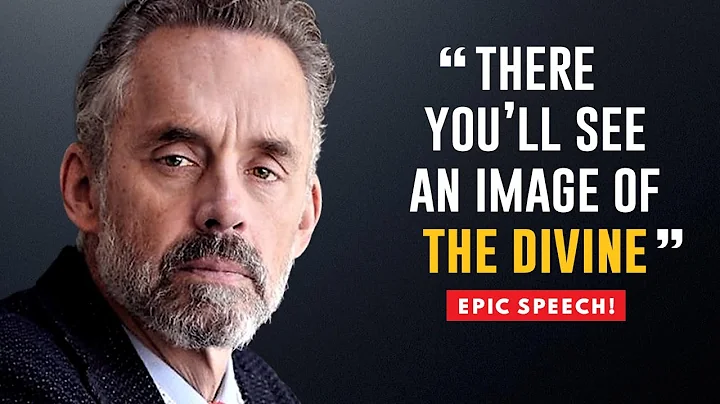 “THERE
YOU’LL SEE
AN IMAGE OF
THE DIVINE”
EPIC SPEECH!